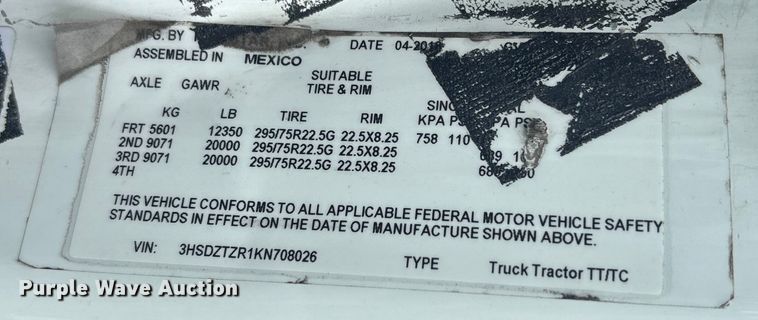 MFG. BY
DATE 04-201
ASSEMBLED IN MEXICO
AXLE GAWR SUITABLE TIRE & RIM
KG LB TIRE RIM KPA PS PA PS
FRT 5601 12350 295/75R22.5G 22.5X8.25 758 110
2ND 9071 20000 295/75R22.5G 22.5X8.25
3RD 9071 20000 295/75R22.5G 22.5X8.25
4TH
THIS VEHICLE CONFORMS TO ALL APPLICABLE FEDERAL MOTOR VEHICLE SAFETY
STANDARDS IN EFFECT ON THE DATE OF MANUFACTURE SHOWN ABOVE.
VIN: 3HSDZTZR1KN708026 TYPE Truck Tractor TT/TC
Purple Wave Auction